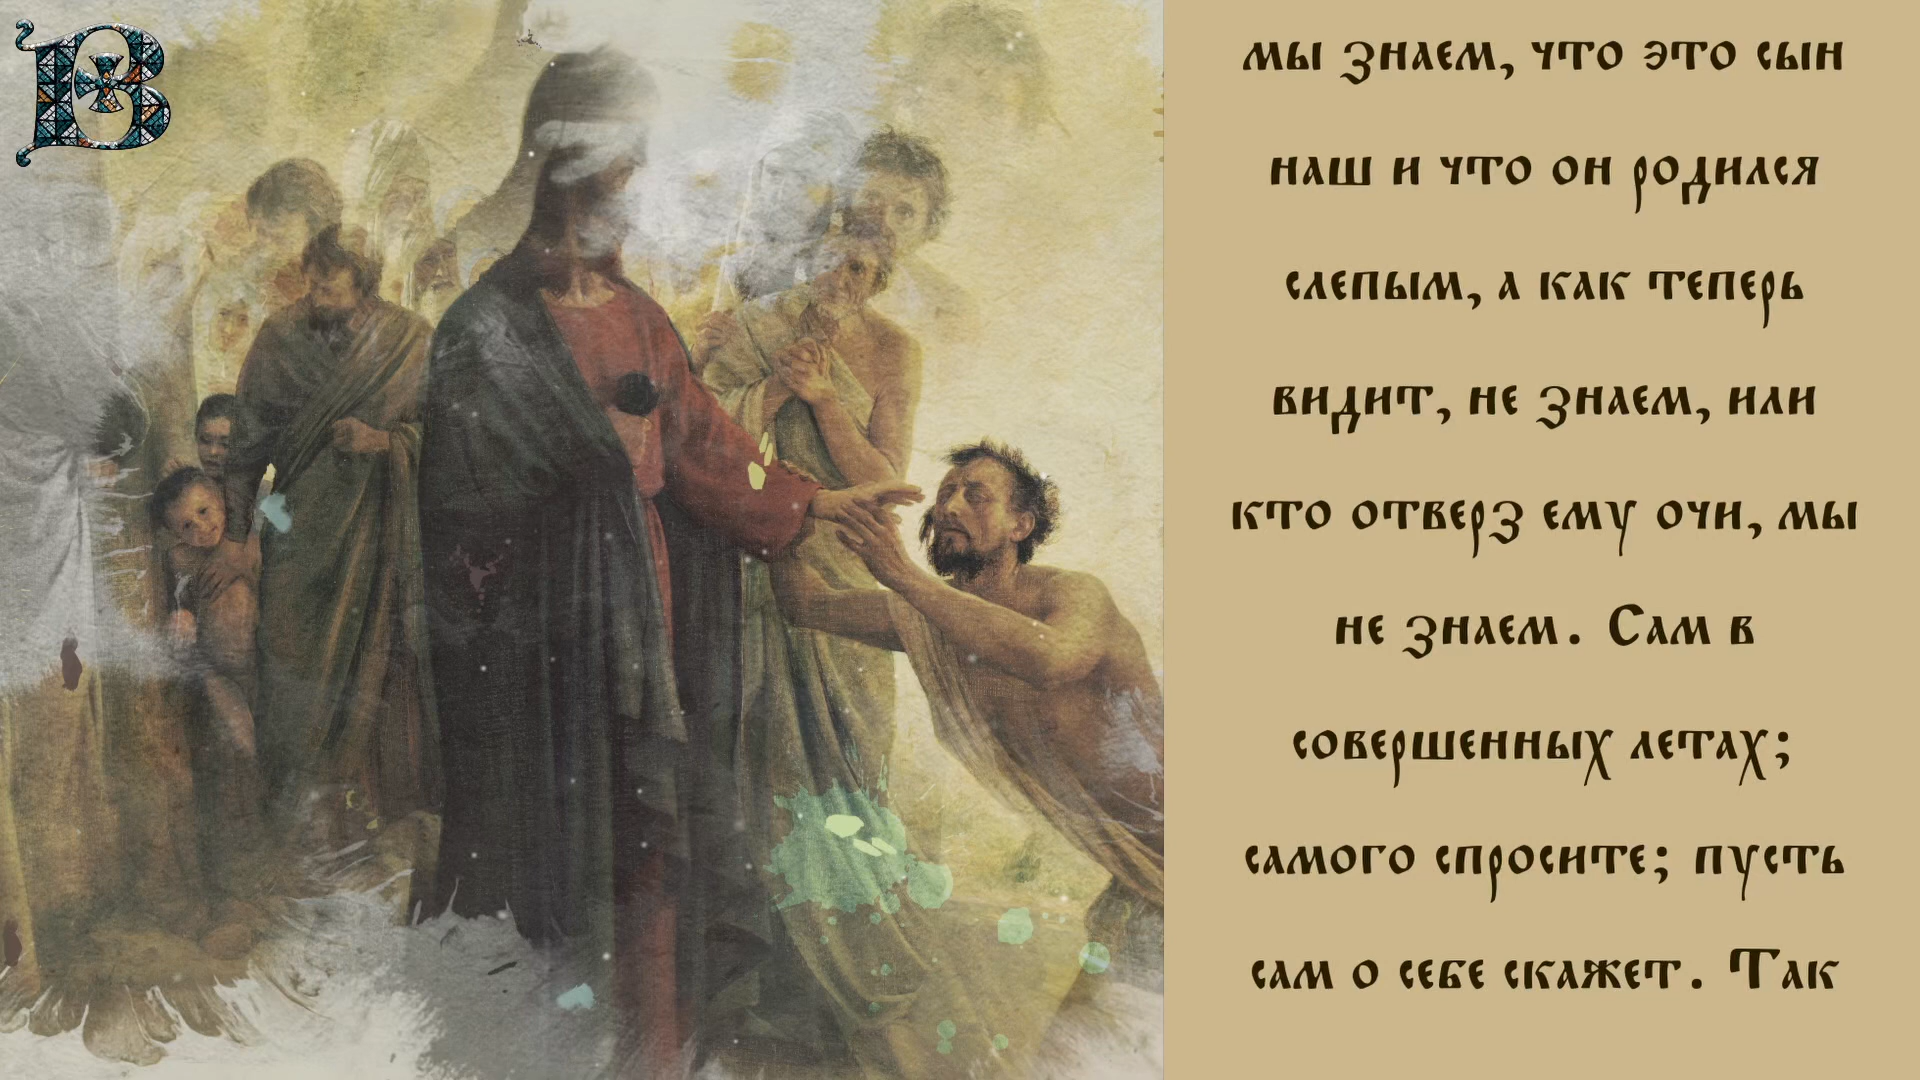 В
мы знаем, что это сын
наш и что он родился
слепым, а как теперь
видит, не знаем, или
кто отверз ему очи, мы
не знаем. Сам в
совершенных летах;
самого спросите; пусть
сам о себе скажет. Так